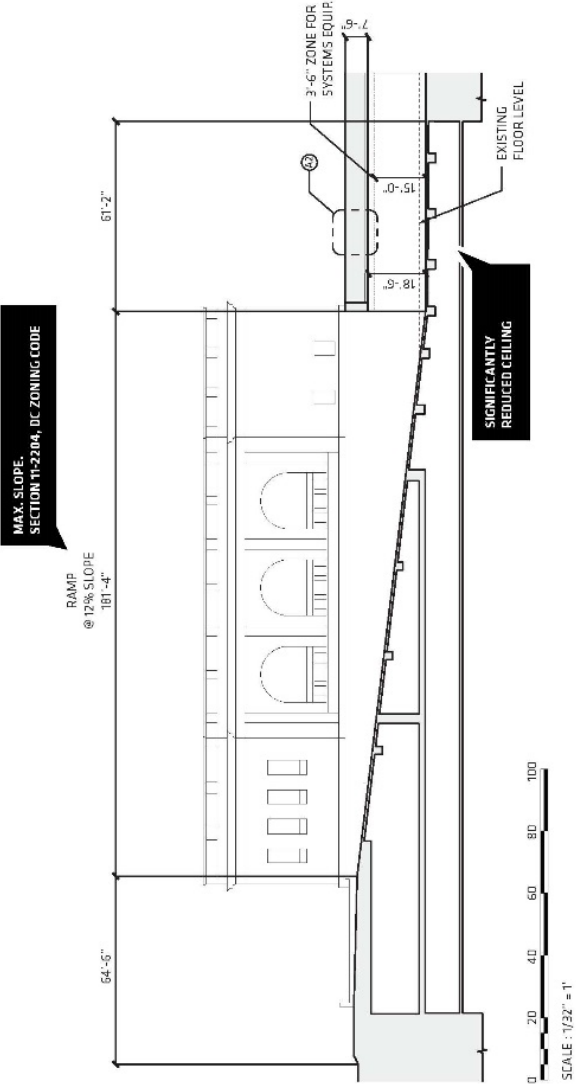 MAX. SLOPE.
SECTION 11-2204, DC ZONING CODE
RAMP
@ 12% SLOPE
64'-6"
181'-4"
61'-2"
3'-6" ZONE FOR
SYSTEMS EQUIP.
7'-6"
A2
15'-0"
18'-6"
EXISTING
FLOOR LEVEL
SIGNIFICANTLY
REDUCED CEILING
0 20 40 60 80 100
SCALE : 1/32" = 1'